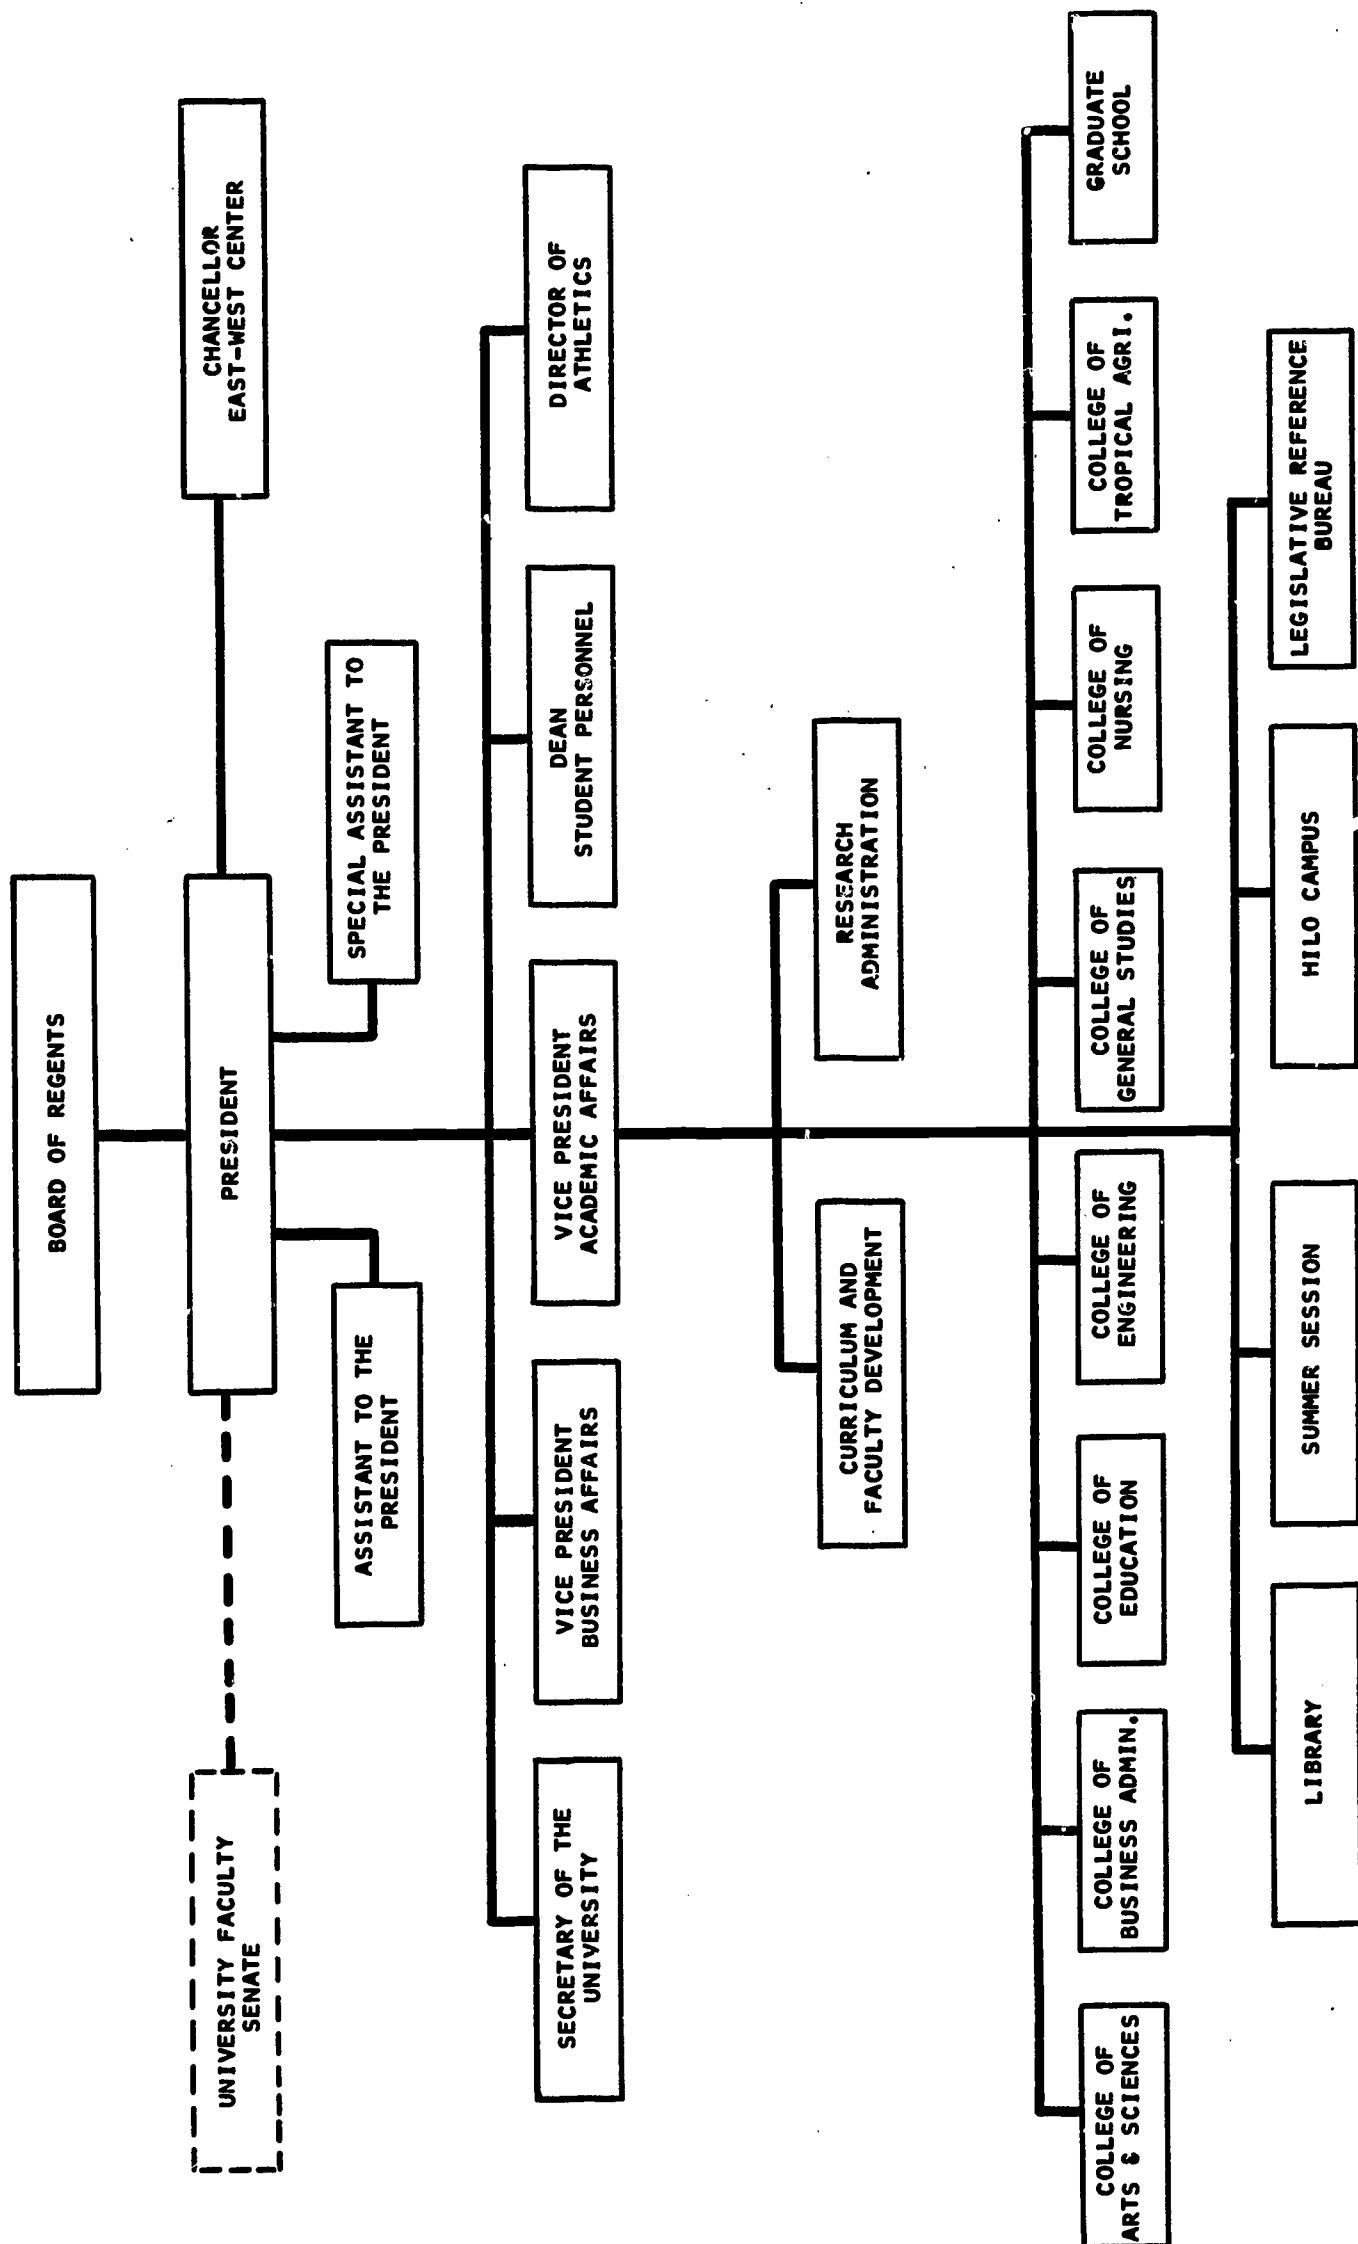 BOARD OF REGENTS
UNIVERSITY FACULTY
SENATE
PRESIDENT
CHANCELLOR
EAST-WEST CENTER
ASSISTANT TO THE
PRESIDENT
SPECIAL ASSISTANT TO
THE PRESIDENT
SECRETARY OF THE
UNIVERSITY
VICE PRESIDENT
BUSINESS AFFAIRS
VICE PRESIDENT
ACADEMIC AFFAIRS
DEAN
STUDENT PERSONNEL
DIRECTOR OF
ATHLETICS
CURRICULUM AND
FACULTY DEVELOPMENT
RESEARCH
ADMINISTRATION
COLLEGE OF
ARTS & SCIENCES
COLLEGE OF
BUSINESS ADMIN.
COLLEGE OF
EDUCATION
COLLEGE OF
ENGINEERING
COLLEGE OF
GENERAL STUDIES
COLLEGE OF
NURSING
COLLEGE OF
TROPICAL AGRI.
GRADUATE
SCHOOL
LIBRARY
SUMMER SESSION
HILO CAMPUS
LEGISLATIVE REFERENCE
BUREAU